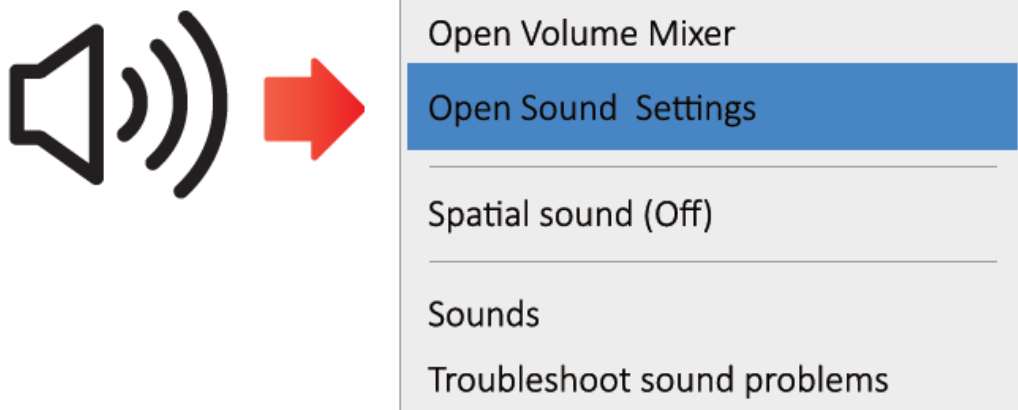 Open Volume Mixer
Open Sound  Settings
Spatial sound (Off)
Sounds
Troubleshoot sound problems